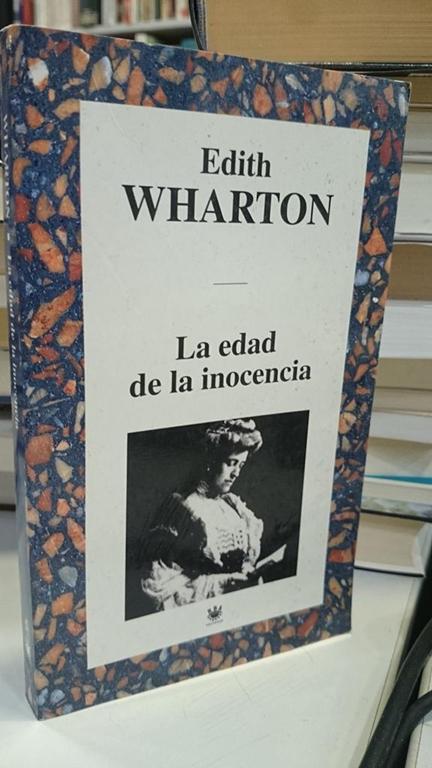 Edith
WHARTON
La edad
de la inocencia